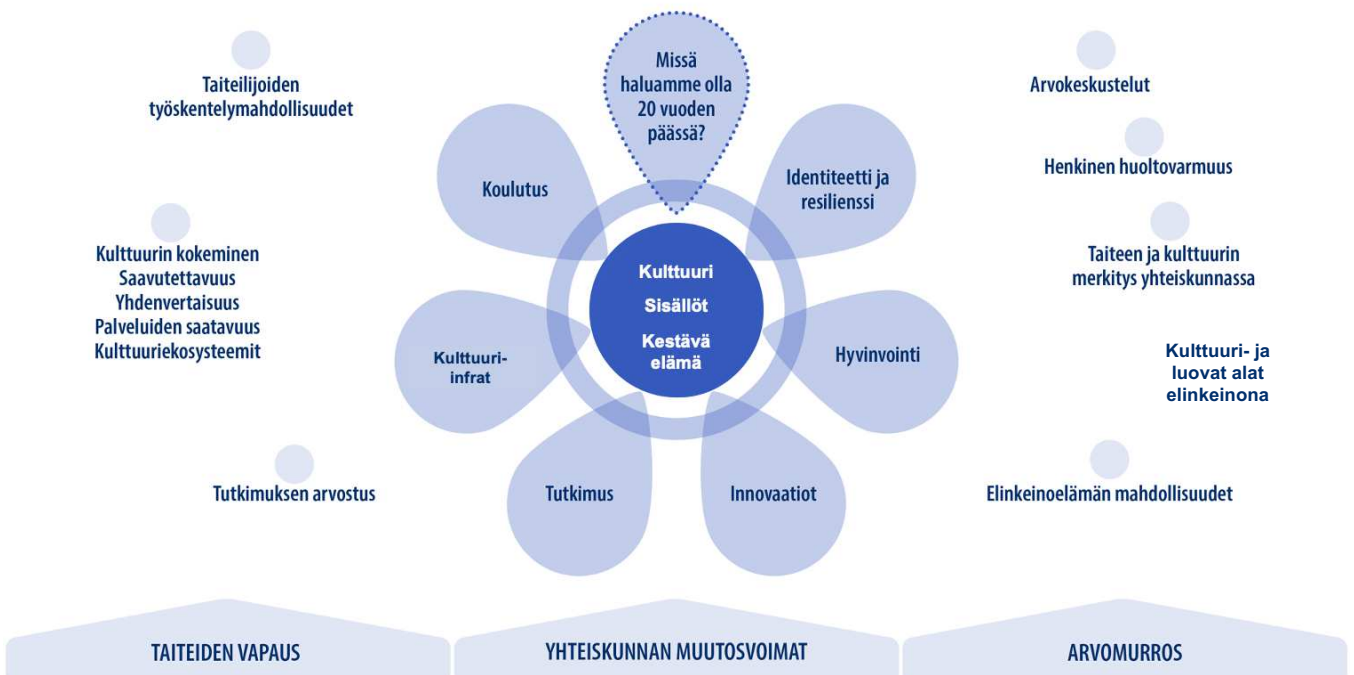 Taiteilijoiden
työskentelymahdollisuudet
Kulttuurin kokeminen
Saavutettavuus
Yhdenvertaisuus
Palveluiden saatavuus
Kulttuuriekosysteemit
Tutkimuksen arvostus
Missä
haluamme olla
20 vuoden
päässä?
Koulutus
Identiteetti ja
resilienssi
Kulttuuri
Sisällöt
Kestävä
elämä
Kulttuuri-
infrat
Hyvinvointi
Tutkimus
Innovaatiot
Arvokeskustelut
Henkinen huoltovarmuus
Taiteen ja kulttuurin
merkitys yhteiskunnassa
Kulttuuri- ja
luovat alat
elinkeinona
Elinkeinoelämän mahdollisuudet
TAITEIDEN VAPAUS
YHTEISKUNNAN MUUTOSVOIMAT
ARVOMURROS